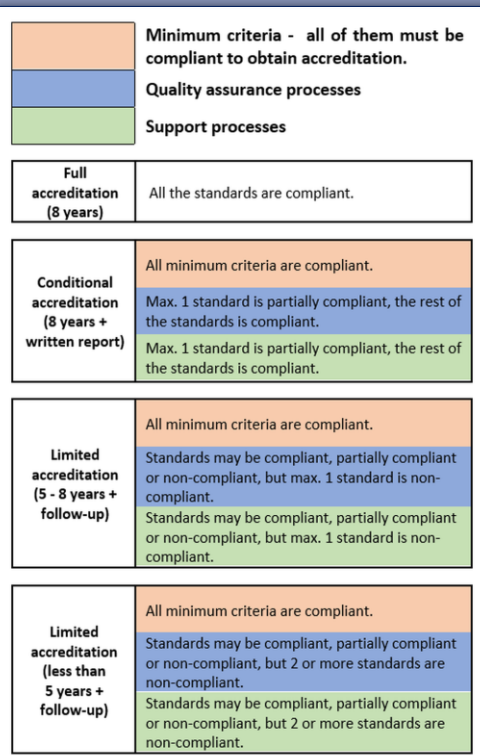 Minimum criteria - all of them must be
compliant to obtain accreditation.
Quality assurance processes
Support processes
Full
accreditation
(8 years)
All the standards are compliant.
Conditional
accreditation
(8 years +
written report)
All minimum criteria are compliant.
Max. 1 standard is partially compliant, the rest of
the standards is compliant.
Max. 1 standard is partially compliant, the rest of
the standards is compliant.
Limited
accreditation
(5 - 8 years +
follow-up)
All minimum criteria are compliant.
Standards may be compliant, partially compliant
or non-compliant, but max. 1 standard is non-
compliant.
Standards may be compliant, partially compliant
or non-compliant, but max. 1 standard is non-
compliant.
Limited
accreditation
(less than
5 years +
follow-up)
All minimum criteria are compliant.
Standards may be compliant, partially compliant
or non-compliant, but 2 or more standards are
non-compliant.
Standards may be compliant, partially compliant
or non-compliant, but 2 or more standards are
non-compliant.